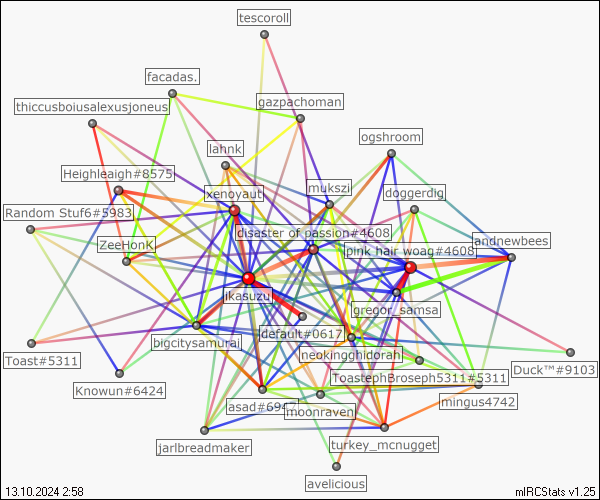 tescoroll
facadas.
thiccusboiusalexusjoneus
gazpachoman
ogshroom
lahnk
Heighleaigh#8575
mukszi
xenoyaut
doggerdig
Random Stuf6#5983
disaster of passion#4608
ZeeHonK
pink hair woag#4608
andnewbees
jikasuzu
gregor_samsa
default#0617
bigcitysamurai
neokingghidorah
Toast#5311
Duck™#9103
ToastephBroseph5311#5311
Knowun#6424
mingus4742
asad#6947
moonraven
jarlbreadmaker
turkey_mcnugget
avelicious
13.10.2024 2:58
mIRCStats v1.25